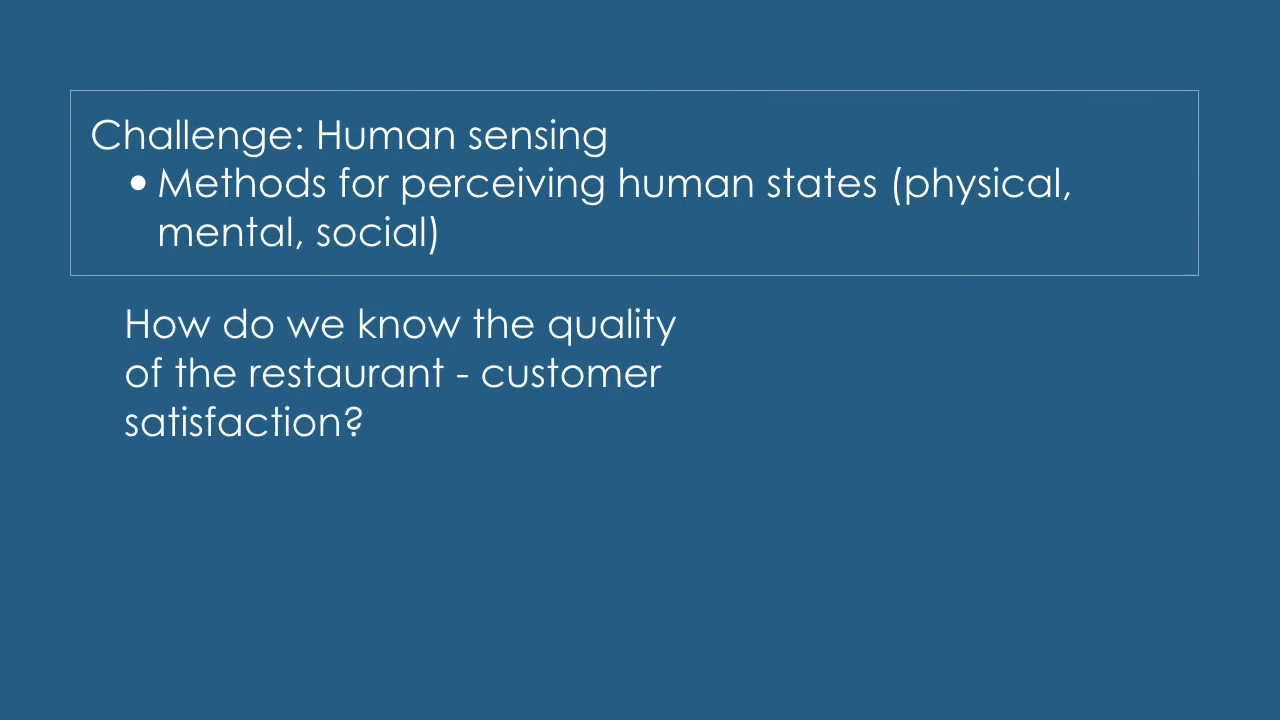 Challenge: Human sensing
• Methods for perceiving human states (physical,
mental, social)
How do we know the quality
of the restaurant - customer
satisfaction?